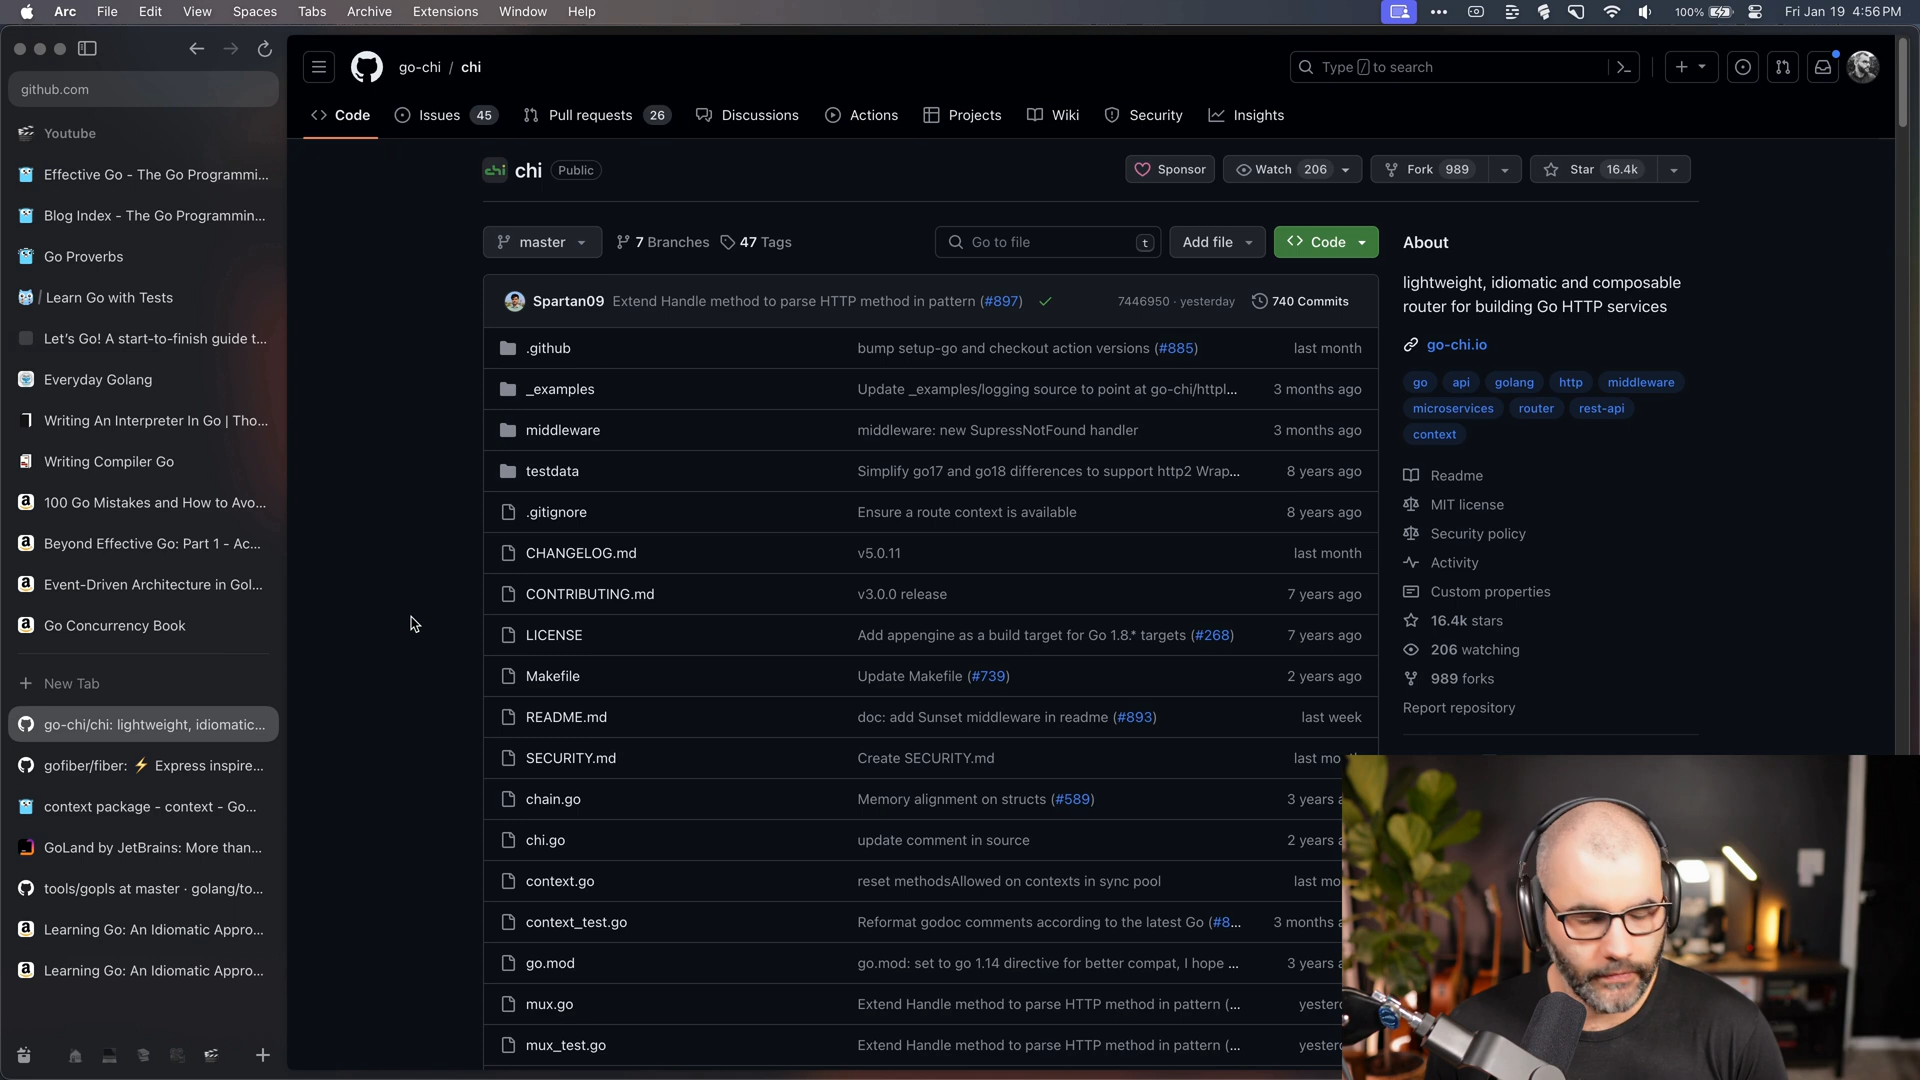 Arc File Edit View Spaces Tabs Archive Extensions Window Help
100% Fri Jan 19 4:56 PM
github.com
Youtube
Effective Go - The Go Programmi...
Blog Index - The Go Programmin...
Go Proverbs
/ Learn Go with Tests
Let's Go! A start-to-finish guide t...
Everyday Golang
Writing An Interpreter In Go | Tho...
Writing Compiler Go
100 Go Mistakes and How to Avo...
Beyond Effective Go: Part 1 - Ac...
Event-Driven Architecture in Gol...
Go Concurrency Book
New Tab
go-chi/chi: lightweight, idiomatic...
gofiber/fiber: ⚡ Express inspire...
context package - context - Go...
GoLand by JetBrains: More than...
tools/gopls at master · golang/to...
Learning Go: An Idiomatic Appro...
Learning Go: An Idiomatic Appro...
go-chi / chi
Type / to search
Code Issues 45 Pull requests 26 Discussions Actions Projects Wiki Security Insights
chi chi Public
Sponsor Watch 206 Fork 989 Star 16.4k
master 7 Branches 47 Tags Go to file t Add file Code
Spartan09 Extend Handle method to parse HTTP method in pattern (#897) 7446950 · yesterday 740 Commits
.github bump setup-go and checkout action versions (#885) last month
_examples Update _examples/logging source to point at go-chi/httpl... 3 months ago
middleware middleware: new SupressNotFound handler 3 months ago
testdata Simplify go17 and go18 differences to support http2 Wrap... 8 years ago
.gitignore Ensure a route context is available 8 years ago
CHANGELOG.md v5.0.11 last month
CONTRIBUTING.md v3.0.0 release 7 years ago
LICENSE Add appengine as a build target for Go 1.8.* targets (#268) 7 years ago
Makefile Update Makefile (#739) 2 years ago
README.md doc: add Sunset middleware in readme (#893) last week
SECURITY.md Create SECURITY.md last mo
chain.go Memory alignment on structs (#589) 3 years a
chi.go update comment in source 2 years a
context.go reset methodsAllowed on contexts in sync pool last mo
context_test.go Reformat godoc comments according to the latest Go (#8... 3 months
go.mod go.mod: set to go 1.14 directive for better compat, I hope ... 3 years a
mux.go Extend Handle method to parse HTTP method in pattern (... yester
mux_test.go Extend Handle method to parse HTTP method in pattern (... yester
About
lightweight, idiomatic and composable
router for building Go HTTP services
go-chi.io
go api golang http middleware
microservices router rest-api
context
Readme
MIT license
Security policy
Activity
Custom properties
16.4k stars
206 watching
989 forks
Report repository